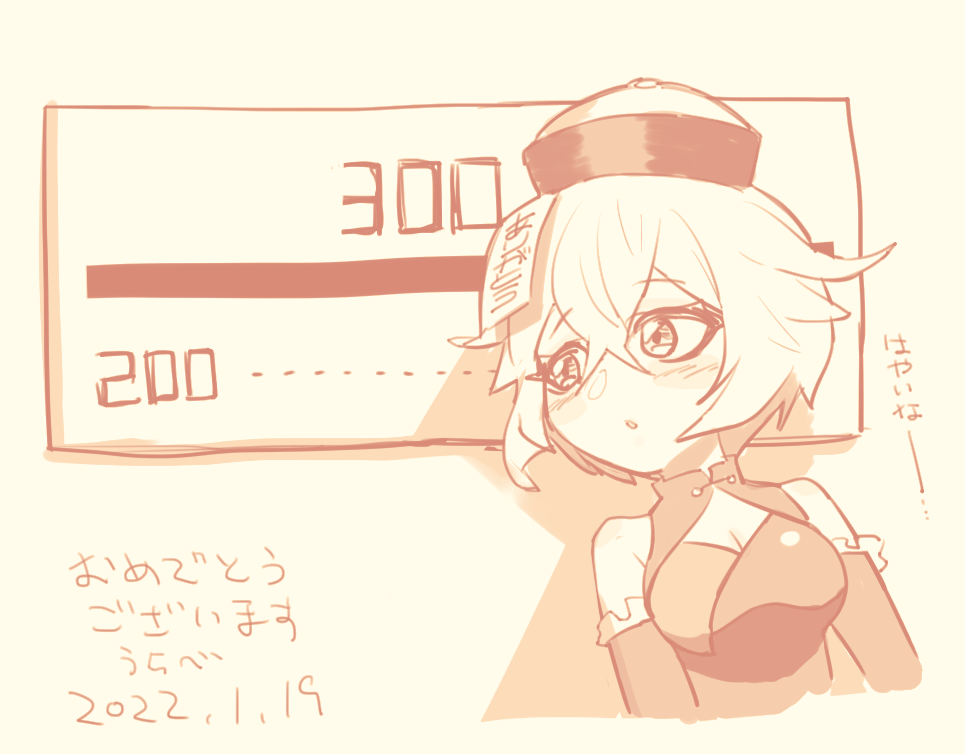 300
ありがとう
200 ..........
はやいなー...
おめでとう
ございます
うらべ
2022.1.19